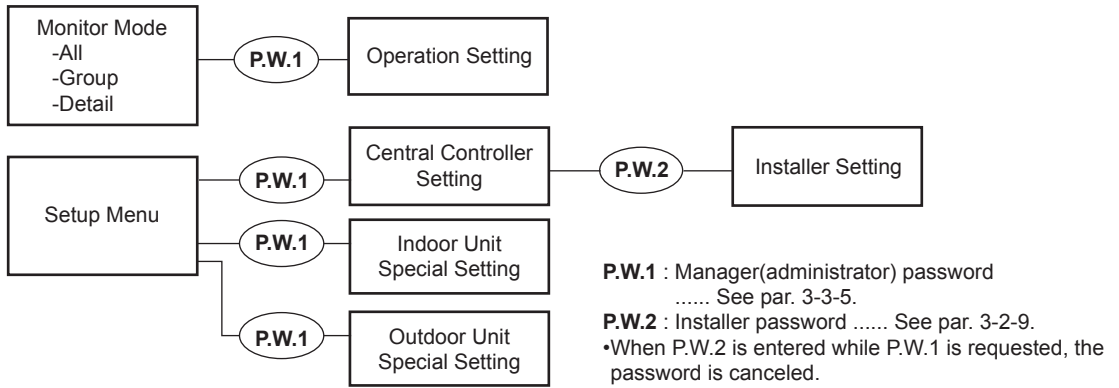 Monitor Mode
-All
-Group
-Detail
P.W.1
Operation Setting
Setup Menu
P.W.1
Central Controller
Setting
P.W.2
Installer Setting
P.W.1
Indoor Unit
Special Setting
P.W.1
Outdoor Unit
Special Setting
P.W.1 : Manager(administrator) password
...... See par. 3-3-5.
P.W.2 : Installer password ...... See par. 3-2-9.
•When P.W.2 is entered while P.W.1 is requested, the
password is canceled.